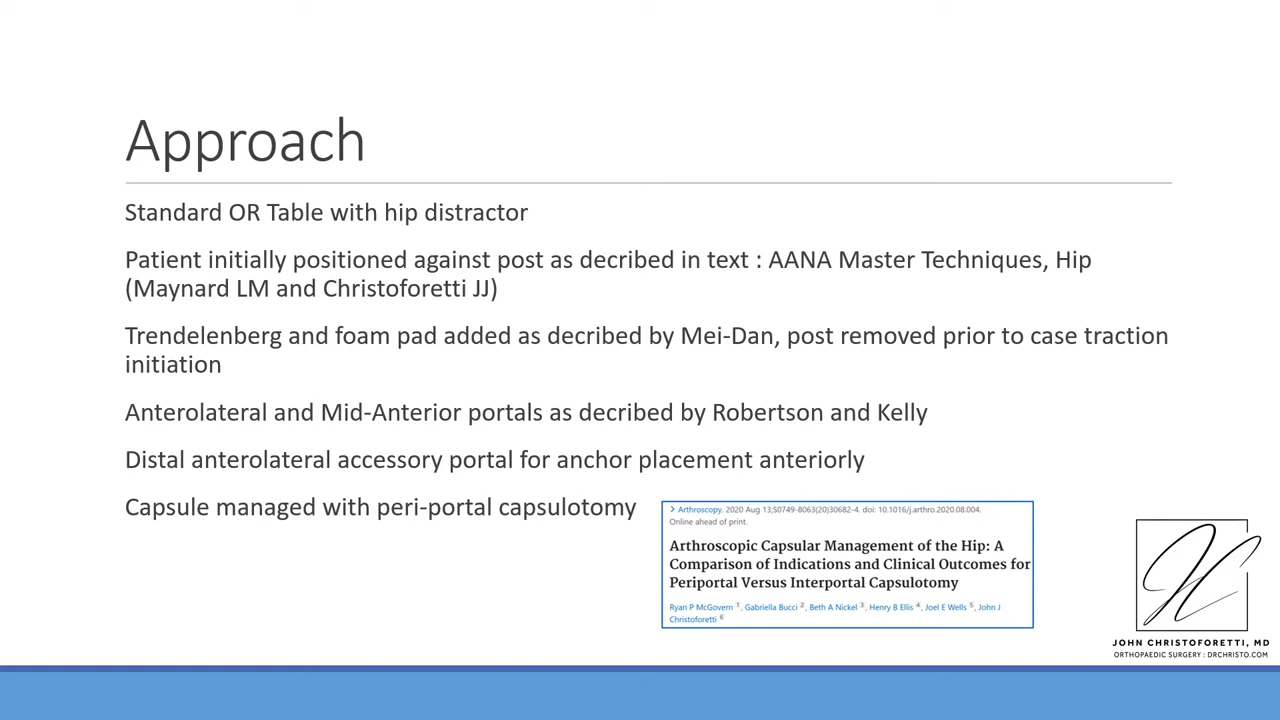 Approach
Standard OR Table with hip distractor
Patient initially positioned against post as decribed in text : AANA Master Techniques, Hip
(Maynard LM and Christoforetti JJ)
Trendelenberg and foam pad added as decribed by Mei-Dan, post removed prior to case traction
initiation
Anterolateral and Mid-Anterior portals as decribed by Robertson and Kelly
Distal anterolateral accessory portal for anchor placement anteriorly
Capsule managed with peri-portal capsulotomy
> Arthroscopy. 2020 Aug 13;S0749-8063(20)30682-4. doi: 10.1016/j.arthro.2020.08.004.
Online ahead of print.
Arthroscopic Capsular Management of the Hip: A
Comparison of Indications and Clinical Outcomes for
Periportal Versus Interportal Capsulotomy
Ryan P McGovern 1, Gabriella Bucci 2, Beth A Nickel 3, Henry B Ellis 4, Joel E Wells 5, John J
Christoforetti 6
JOHN CHRISTOFORETTI, MD
ORTHOPAEDIC SURGERY : DRCHRISTO.COM